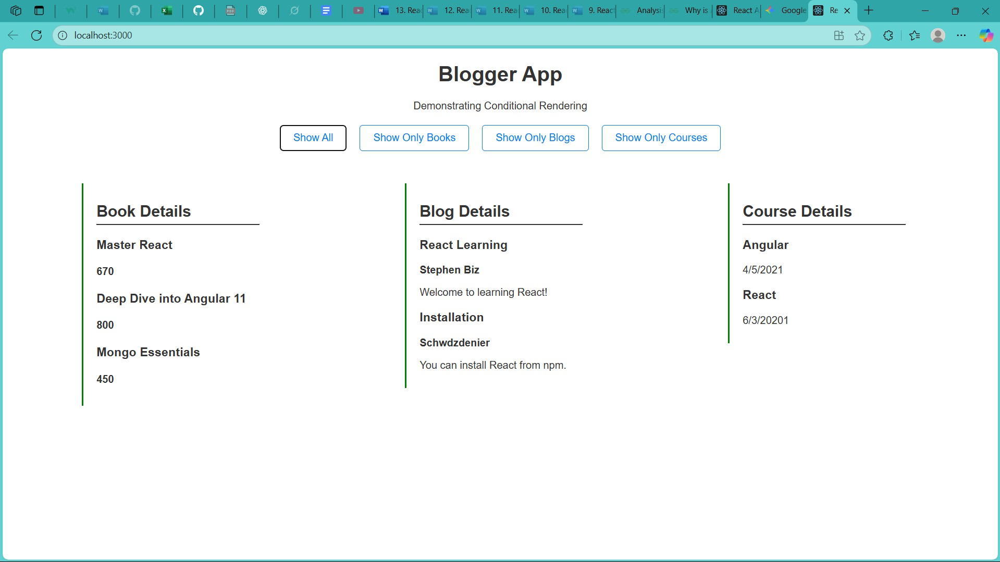 13. Rea
12. Rea
11. Rea
10. Rea
9. React
Analysis
Why is
React A
Google
Re
localhost:3000
Blogger App
Demonstrating Conditional Rendering
Show All
Show Only Books
Show Only Blogs
Show Only Courses
Book Details
Master React
670
Deep Dive into Angular 11
800
Mongo Essentials
450
Blog Details
React Learning
Stephen Biz
Welcome to learning React!
Installation
Schwdzdenier
You can install React from npm.
Course Details
Angular
4/5/2021
React
6/3/20201